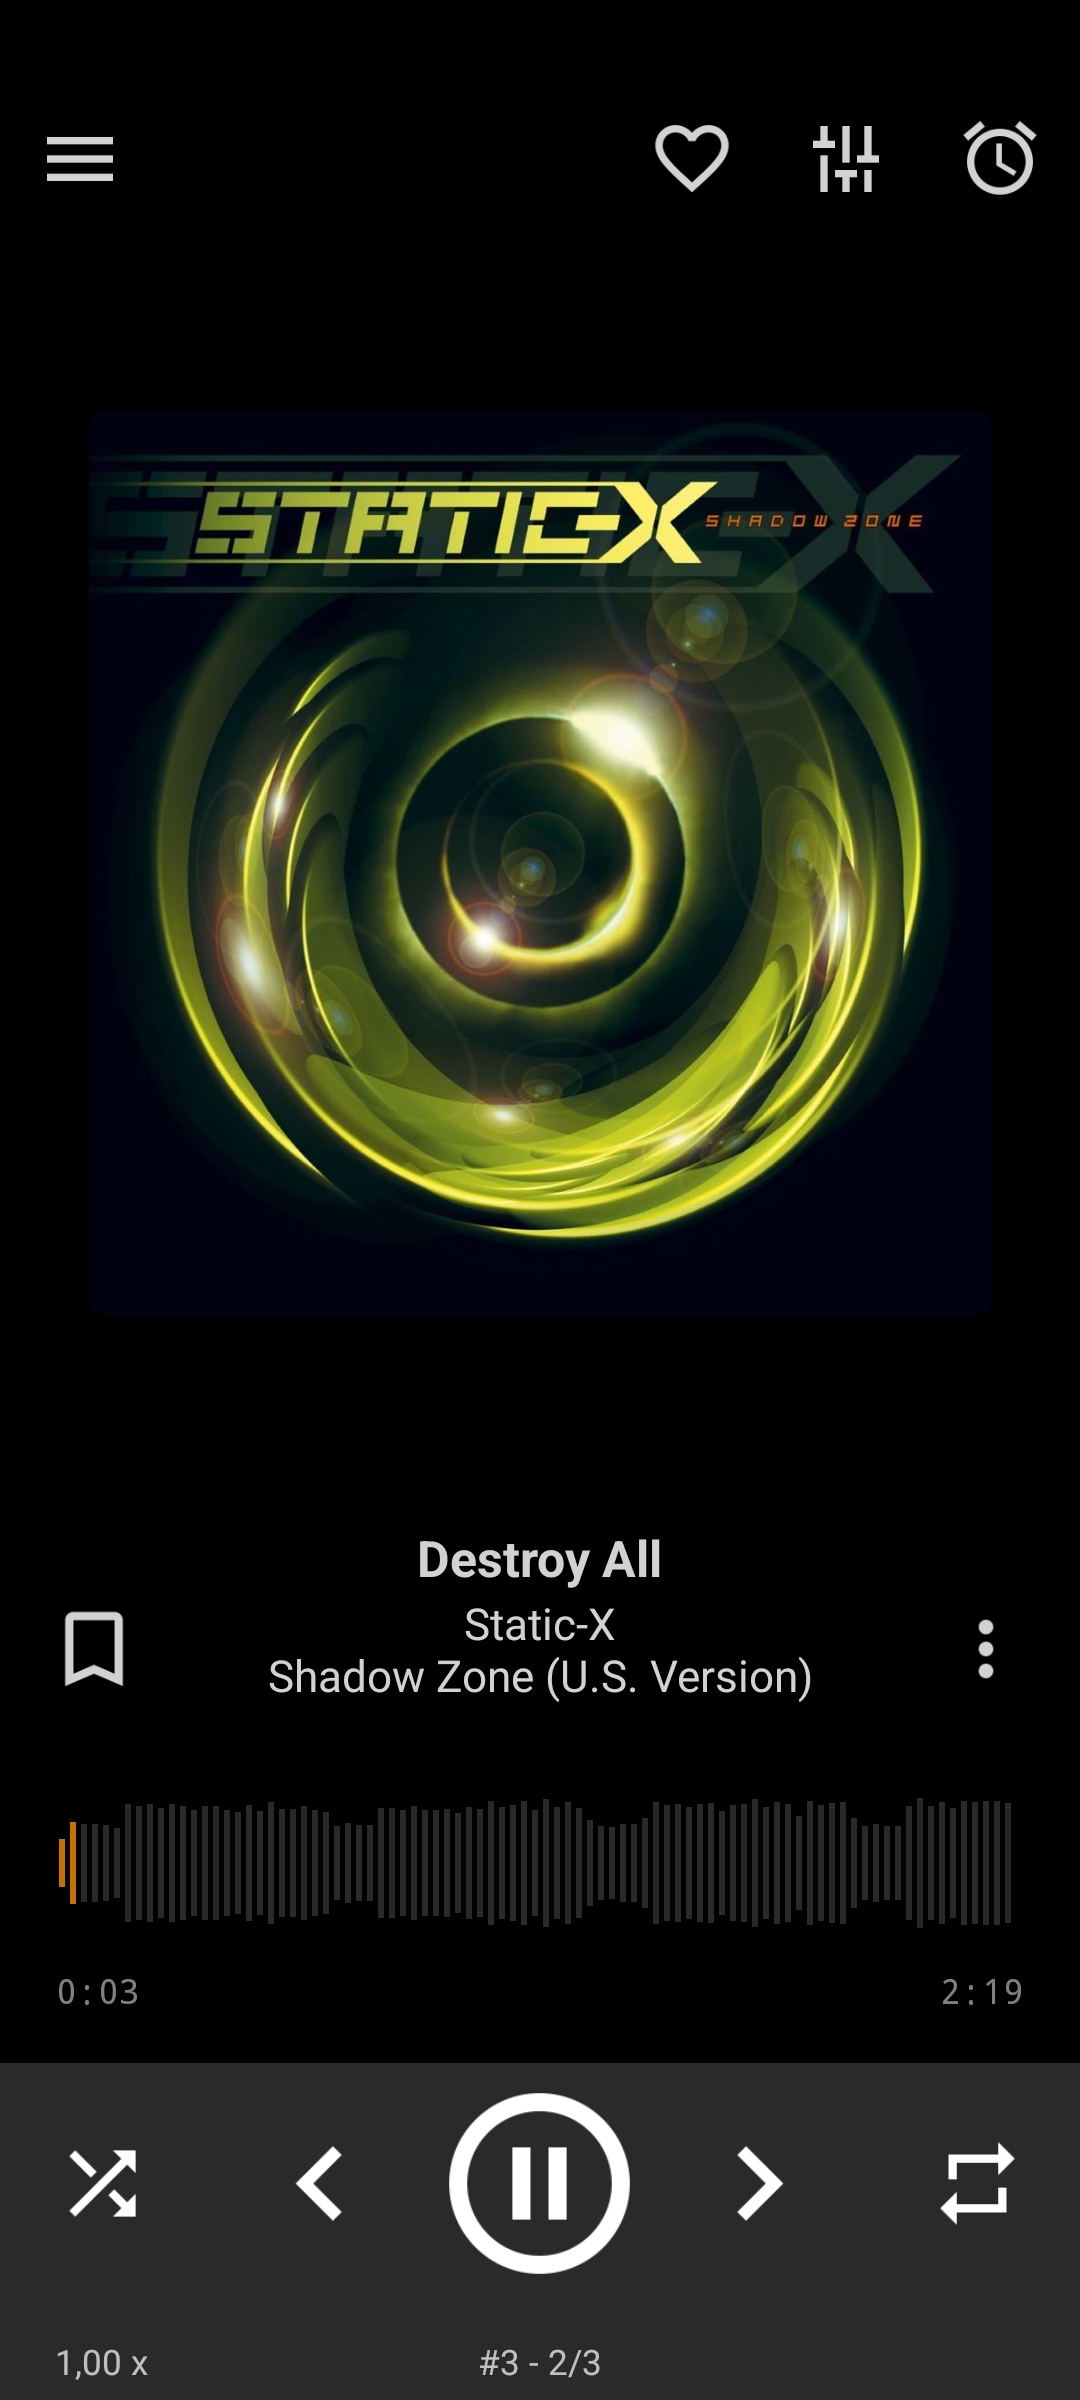 STATIC-X SHADOW ZONE
Destroy All
Static-X
Shadow Zone (U.S. Version)
0:03
2:19
1,00 x
#3 - 2/3